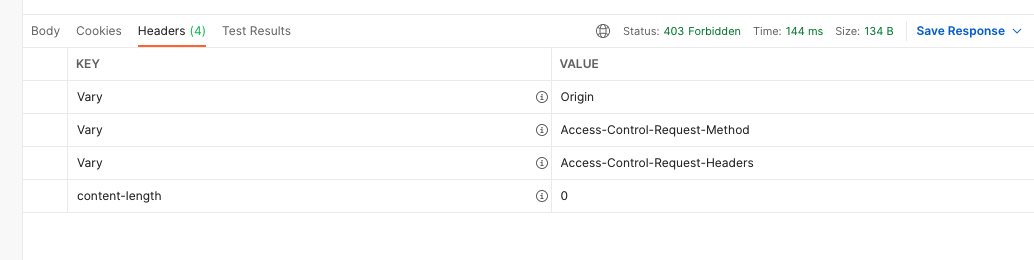 Body Cookies Headers (4) Test Results Status: 403 Forbidden Time: 144 ms Size: 134 B Save Response
KEY VALUE
Vary Origin
Vary Access-Control-Request-Method
Vary Access-Control-Request-Headers
content-length 0